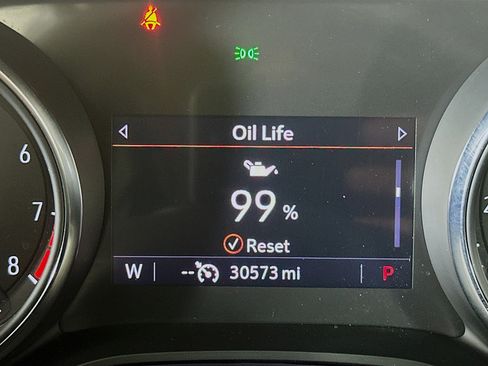 Oil Life
99 %
Reset
W -- 30573 mi P
6
7
8